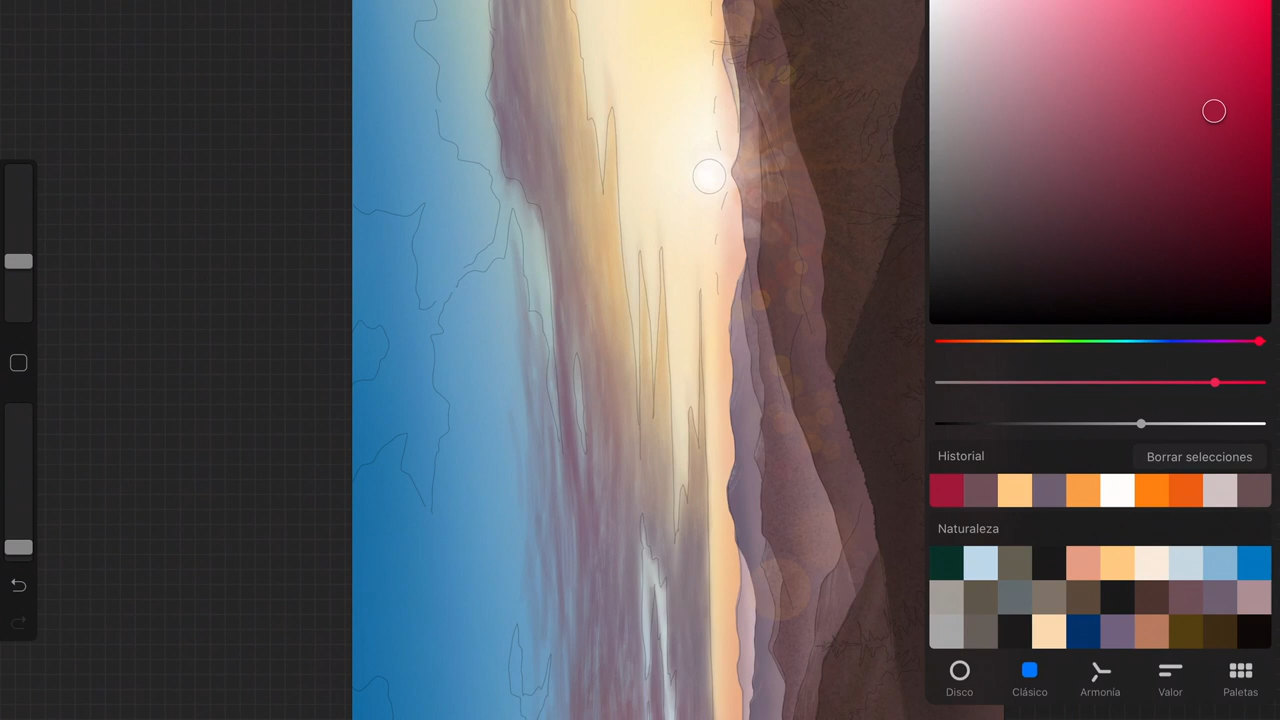 Historial
Borrar selecciones
Naturaleza
Disco
Clásico
Armonía
Valor
Paletas